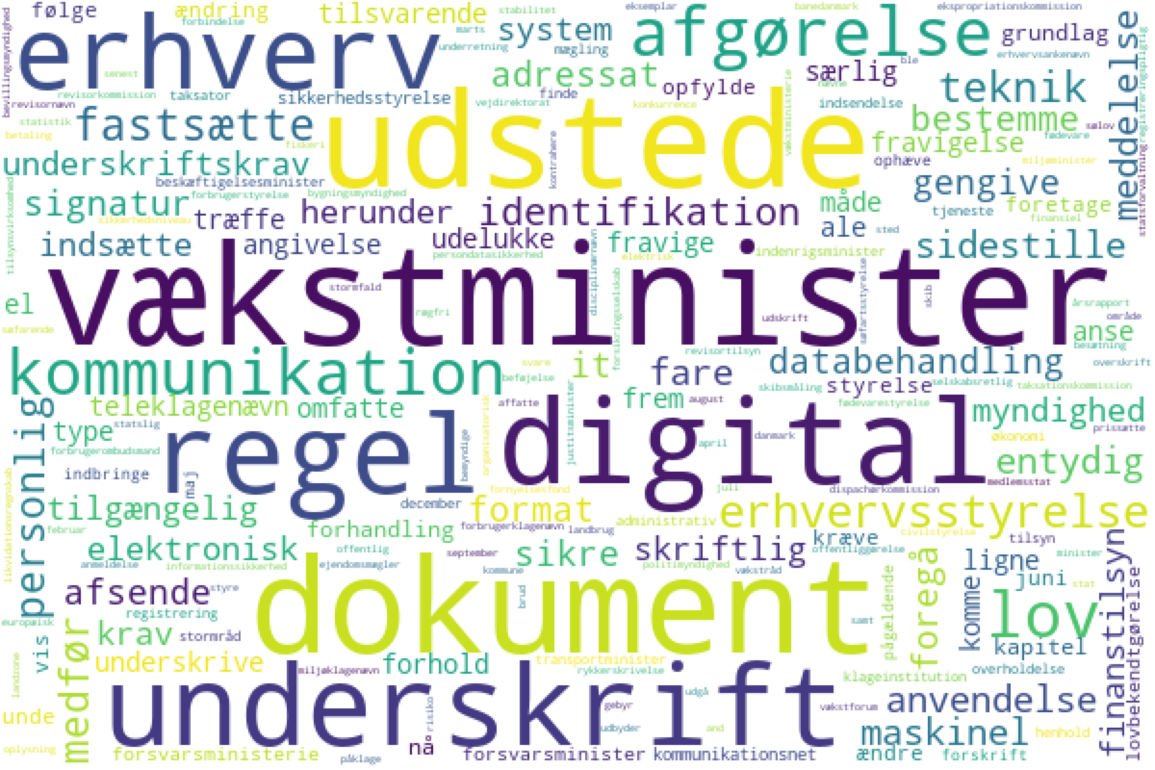 følge
ændring
tilsvarende
stabilitet
eksemplar
banedanmark
ekspropriationskommission
erhverv
forbindelse
marts
system
afgørelse
grundlag
underretning
mægling
ble
erhvervsankenævn
meddelelse
bevillingsmyndighed
senest
adressat
særlig
teknik
revisornævn
revisorkommission
taksator
sikkerhedsstyrelse
finde
opfylde
nævne
registreringspligtig
statistik
vejdirektorat
konkurrence
indsendelse
bestemme
sølov
betaling
fastsætte
udstede
vækstministerie
fravigelse
fødevare
fiskeri
kontrahere
underskriftskrav
ophæve
miljøminister
statsforvaltning
beskæftigelsesminister
gengive
forbrugerstyrelse
bygningsmyndighed
signatur
træffe
herunder
identifikation
måde
tjeneste
foretage
sikkerhedsniveau
finansiel
tilsynsvirksomhed
indsætte
angivelse
udelukke
fravige
ale
sted
sidestille
persondatasikkerhed
elektrisk
indenrigsminister
disciplinærnævn
vækstminister
stormfald
skib
årsrapport
el
røgfri
forsikringsselskab
udskrift
søfartsstyrelse
område
søfarende
anse
besætning
kommunikation
svare
it
revisortilsyn
databehandling
overskrift
beføjelse
fare
skibsmåling
styrelse
selskabsretlig
taksationskommission
personlig
teleklagenævn
omfatte
affatte
frem
august
fødevarestyrelse
myndighed
type
statslig
regel
digital
prissætte
forbrugerombudsmand
organisatorisk
justitsminister
april
danmark
økonomi
indbringe
maj
bemyndige
entydig
medlemsstat
likvidationsregnskab
fornyelsesfond
juli
dispachørkommission
tilgængelig
december
format
erhvervsstyrelse
februar
forhandling
forbrugerklagenævn
landbrug
administrativ
civilstyrelse
kræve
tilsyn
elektronisk
offentlig
september
sikre
skriftlig
offentliggørelse
ligne
minister
finanstilsyn
anmeldelse
informationssikkerhed
ejendomsmægler
kommune
politimyndighed
vækstråd
afsende
styre
dokument
brud
pågældende
foregå
komme
juni
stat
lovbekendtgørelse
europæisk
registrering
lov
krav
stormråd
samt
kapitel
vis
medfør
underskrive
miljøklagenævn
forhold
transportminister
rykkerskrivelse
overholdelse
landzone
klageinstitution
underskrift
udgå
anvendelse
risiko
gebyr
vækstforum
unde
udbyder
and
maskinel
henhold
oplysning
forsvarsministerie
påklage
nå
forsvarsminister
kommunikationsnet
ændre
forskrift